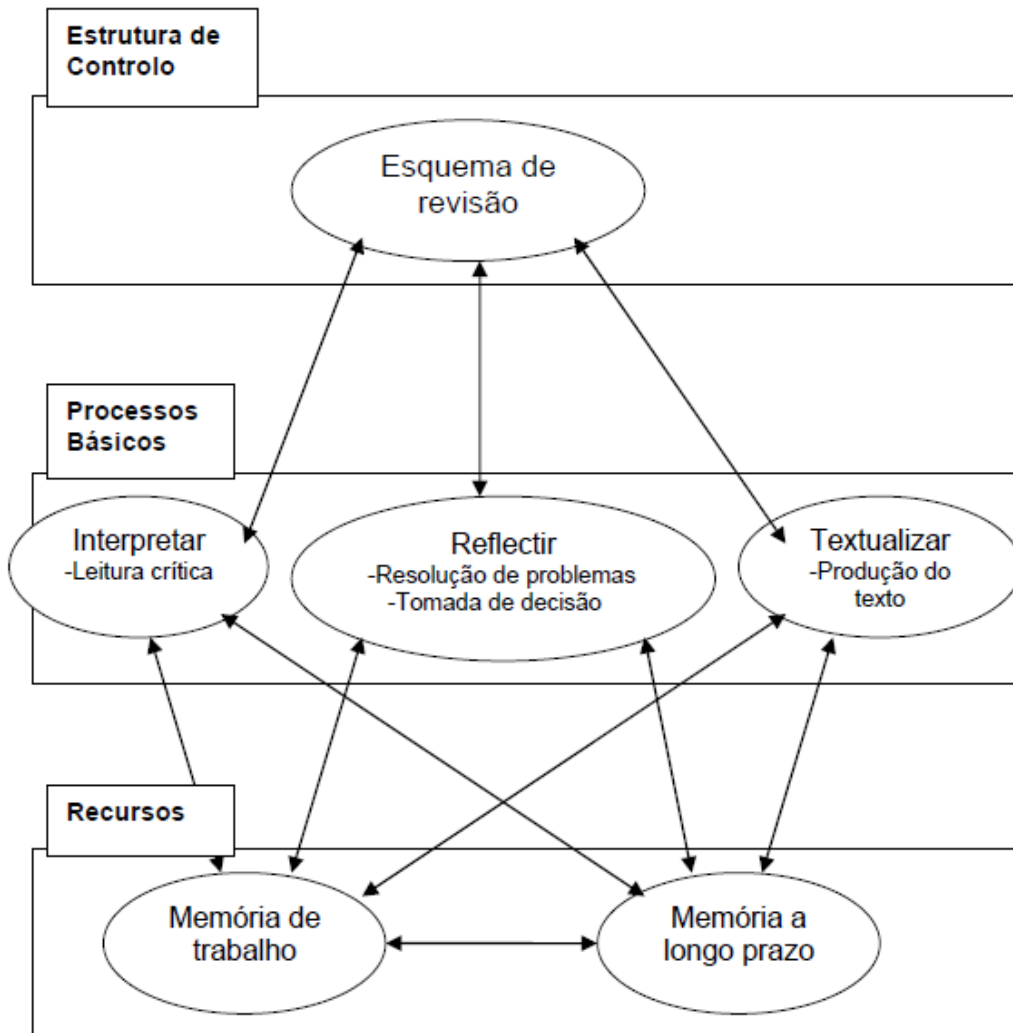 Estrutura de
Controlo
Esquema de
revisão
Processos
Básicos
Interpretar
-Leitura crítica
Reflectir
-Resolução de problemas
-Tomada de decisão
Textualizar
-Produção do
texto
Recursos
Memória de
trabalho
Memória a
longo prazo